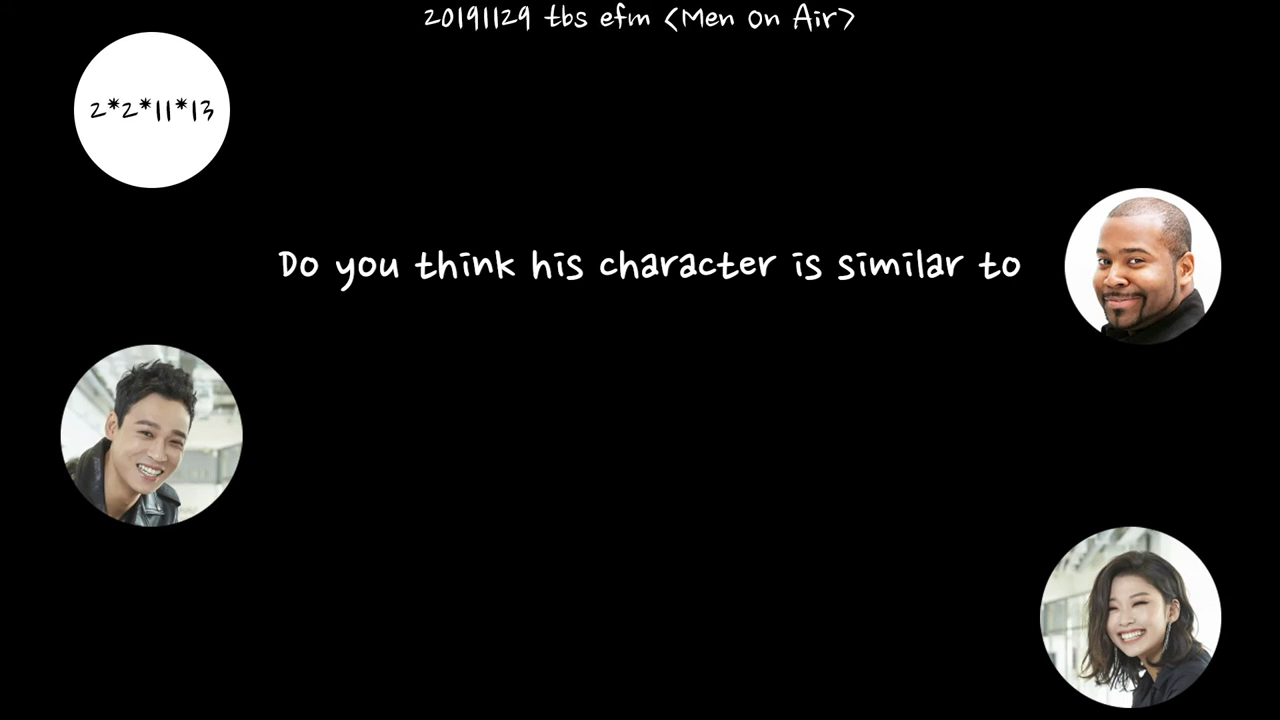 20191129 tbs efm <Men On Air>
2*2*11*13
Do you think his character is similar to